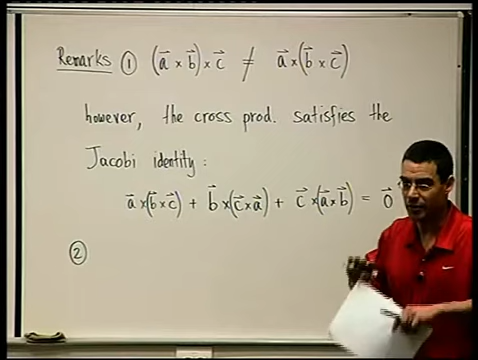 Remarks ① (a⃗ × b⃗) × c⃗ ≠ a⃗ × (b⃗ × c⃗)
however, the cross prod. satisfies the
Jacobi identity:
a⃗ × (b⃗ × c⃗) + b⃗ × (c⃗ × a⃗) + c⃗ × (a⃗ × b⃗) = 0⃗
②